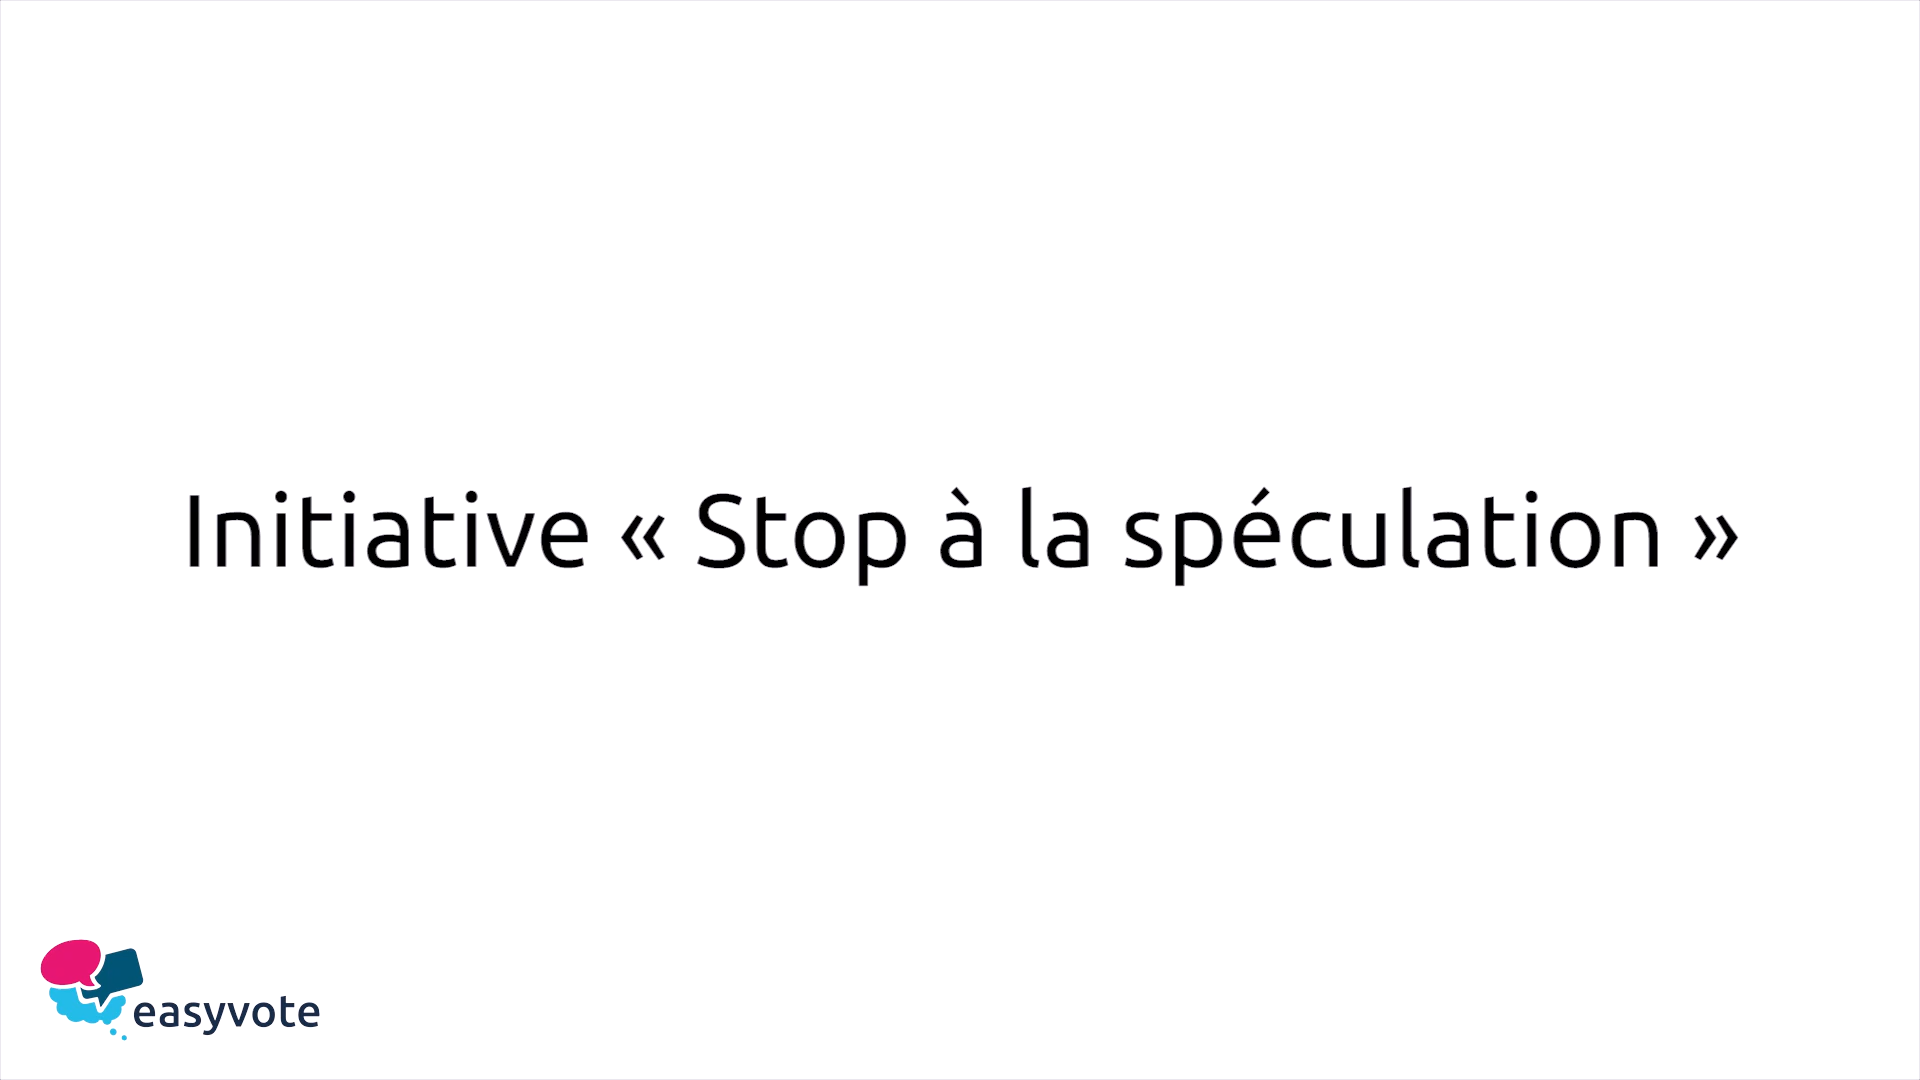 Initiative « Stop à la spéculation »
easyvote